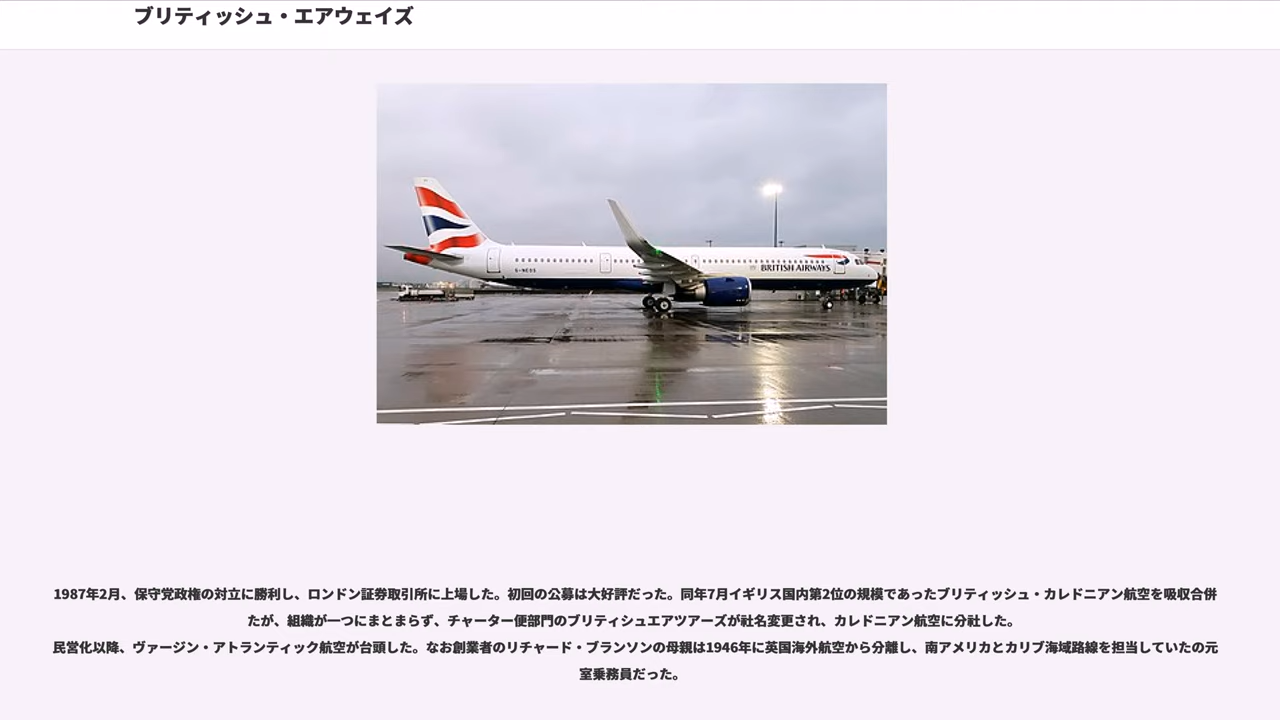 ブリティッシュ・エアウェイズ
BRITISH AIRWAYS
1987年2月、保守党政権の対立に勝利し、ロンドン証券取引所に上場した。初回の公募は大好評だった。同年7月イギリス国内第2位の規模であったブリティッシュ・カレドニアン航空を吸収合併
たが、組織が一つにまとまらず、チャーター便部門のブリティシュエアツアーズが社名変更され、カレドニアン航空に分社した。
民営化以降、ヴァージン・アトランティック航空が台頭した。なお創業者のリチャード・ブランソンの母親は1946年に英国海外航空から分離し、南アメリカとカリブ海域路線を担当していたの元
室乗務員だった。